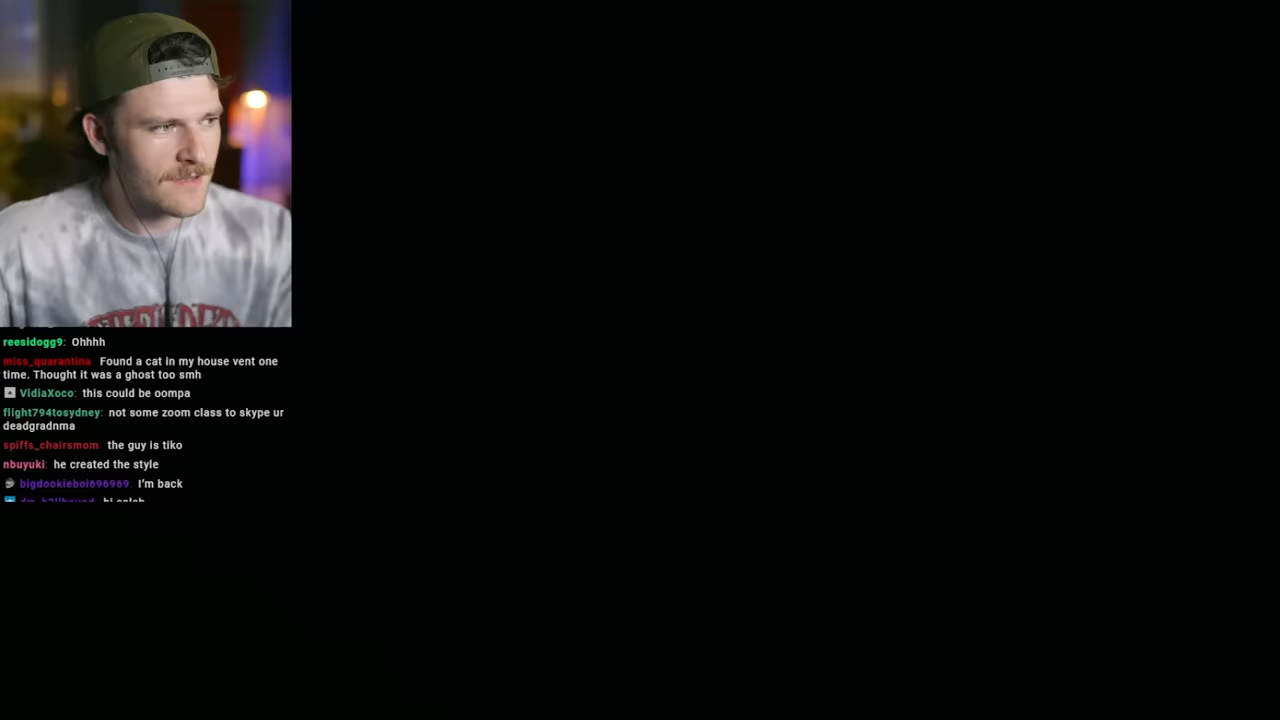 reesidogg9: Ohhhh
miss_quarantina: Found a cat in my house vent one
time. Thought it was a ghost too smh
VidiaXoco: this could be oompa
flight794tosydney: not some zoom class to skype ur
deadgradnma
spiffs_chairsmom: the guy is tiko
nbuyuki: he created the style
bigdookieboi696969: I'm back